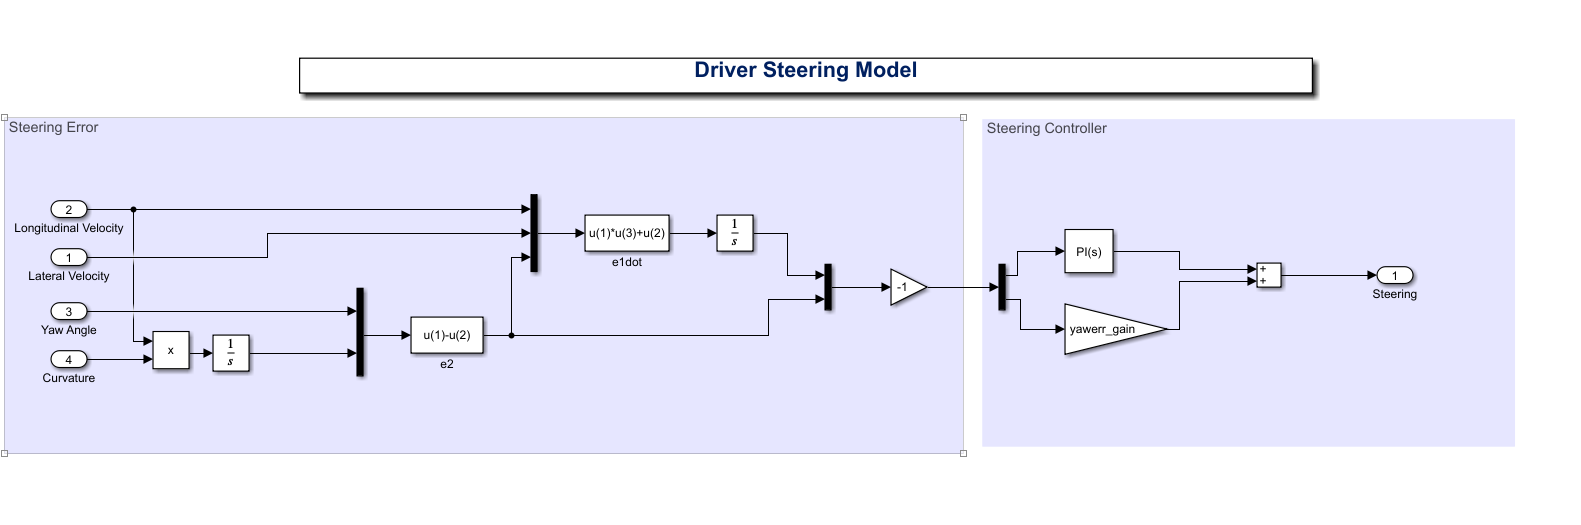 Driver Steering Model
Steering Error
2
Longitudinal Velocity
1
Lateral Velocity
3
Yaw Angle
4
Curvature
x
1
s
u(1)-u(2)
e2
u(1)*u(3)+u(2)
e1dot
1
s
-1
Steering Controller
PI(s)
yawerr_gain
+
+
1
Steering